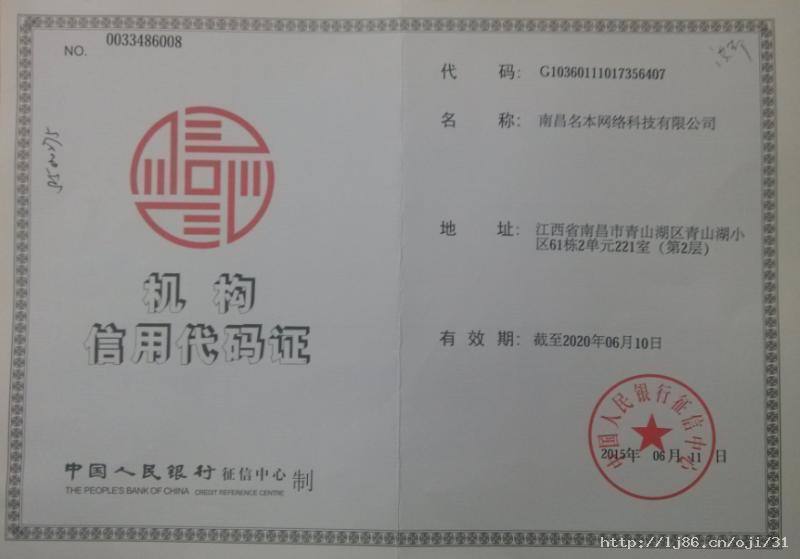 NO. 0033486008
机构
信用代码证
中国人民银行征信中心 制
THE PEOPLE'S BANK OF CHINA CREDIT REFERENCE CENTRE
代 码: G10360111017356407
名 称: 南昌名本网络科技有限公司
地 址: 江西省南昌市青山湖区青山湖小
区61栋2单元221室（第2层）
有 效 期: 截至2020年06月10日
中国人民银行征信中心
2015年 06月 11日
http://lj86.cn/oji/31